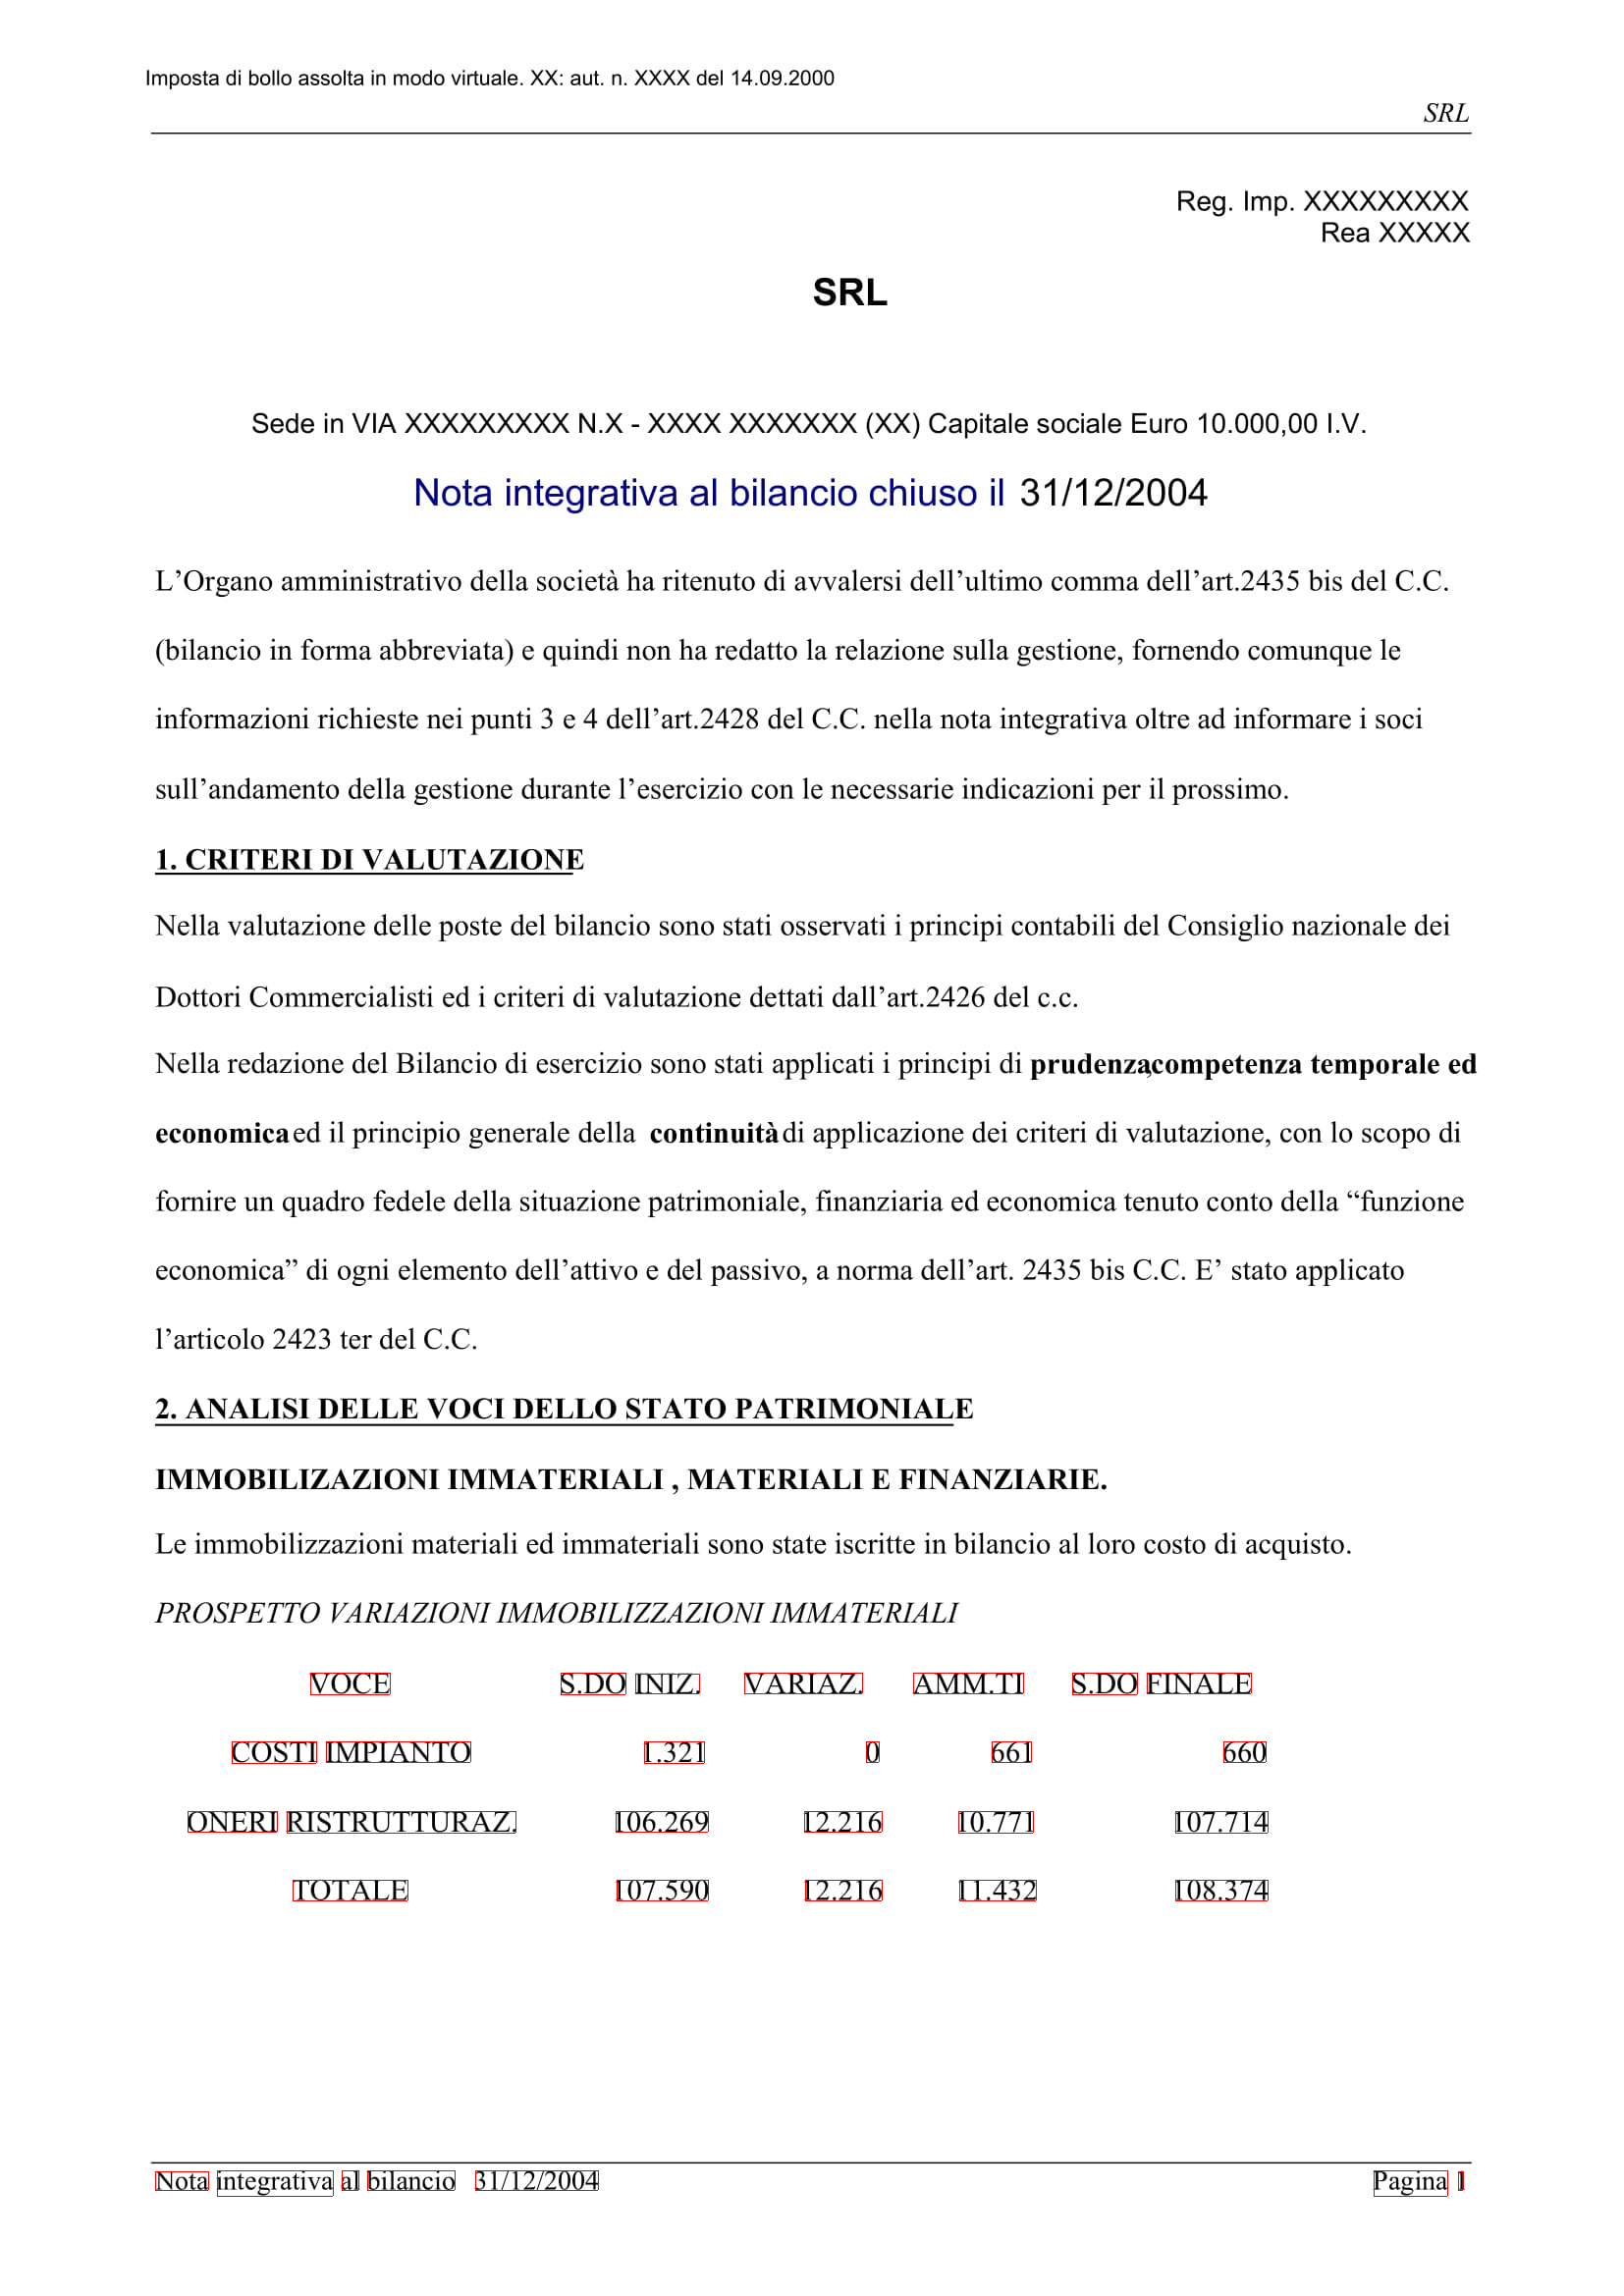 Imposta di bollo assolta in modo virtuale. XX: aut. n. XXXX del 14.09.2000
SRL
Reg. Imp. XXXXXXXXX
Rea XXXXX
SRL
Sede in VIA XXXXXXXXX N.X - XXXX XXXXXXX (XX) Capitale sociale Euro 10.000,00 I.V.
Nota integrativa al bilancio chiuso il 31/12/2004
L’Organo amministrativo della società ha ritenuto di avvalersi dell’ultimo comma dell’art.2435 bis del C.C.
(bilancio in forma abbreviata) e quindi non ha redatto la relazione sulla gestione, fornendo comunque le
informazioni richieste nei punti 3 e 4 dell’art.2428 del C.C. nella nota integrativa oltre ad informare i soci
sull’andamento della gestione durante l’esercizio con le necessarie indicazioni per il prossimo.
1. CRITERI DI VALUTAZIONE
Nella valutazione delle poste del bilancio sono stati osservati i principi contabili del Consiglio nazionale dei
Dottori Commercialisti ed i criteri di valutazione dettati dall’art.2426 del c.c.
Nella redazione del Bilancio di esercizio sono stati applicati i principi di prudenza,competenza temporale ed
economica ed il principio generale della continuità di applicazione dei criteri di valutazione, con lo scopo di
fornire un quadro fedele della situazione patrimoniale, finanziaria ed economica tenuto conto della “funzione
economica” di ogni elemento dell’attivo e del passivo, a norma dell’art. 2435 bis C.C. E’ stato applicato
l’articolo 2423 ter del C.C.
2. ANALISI DELLE VOCI DELLO STATO PATRIMONIALE
IMMOBILIZAZIONI IMMATERIALI , MATERIALI E FINANZIARIE.
Le immobilizzazioni materiali ed immateriali sono state iscritte in bilancio al loro costo di acquisto.
PROSPETTO VARIAZIONI IMMOBILIZZAZIONI IMMATERIALI
VOCE S.DO INIZ. VARIAZ. AMM.TI S.DO FINALE
COSTI IMPIANTO 1.321 0 661 660
ONERI RISTRUTTURAZ. 106.269 12.216 10.771 107.714
TOTALE 107.590 12.216 11.432 108.374
Nota integrativa al bilancio 31/12/2004 Pagina 1